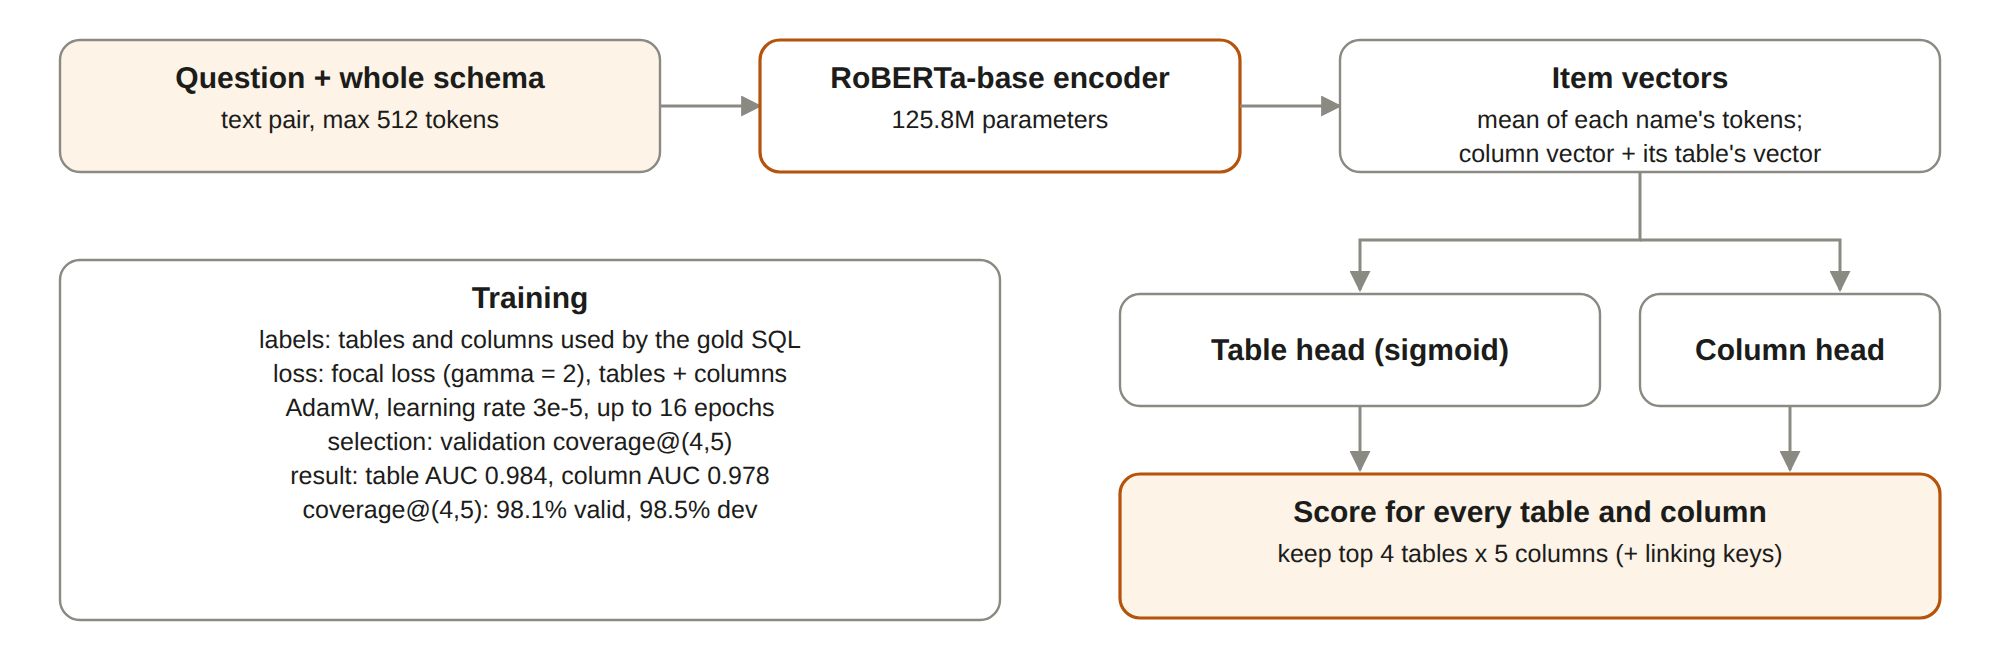 Question + whole schema
text pair, max 512 tokens
RoBERTa-base encoder
125.8M parameters
Item vectors
mean of each name's tokens;
column vector + its table's vector
Training
labels: tables and columns used by the gold SQL
loss: focal loss (gamma = 2), tables + columns
AdamW, learning rate 3e-5, up to 16 epochs
selection: validation coverage@(4,5)
result: table AUC 0.984, column AUC 0.978
coverage@(4,5): 98.1% valid, 98.5% dev
Table head (sigmoid)
Column head
Score for every table and column
keep top 4 tables x 5 columns (+ linking keys)